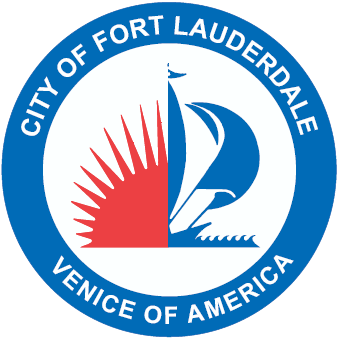 CITY OF FORT LAUDERDALE
VENICE OF AMERICA